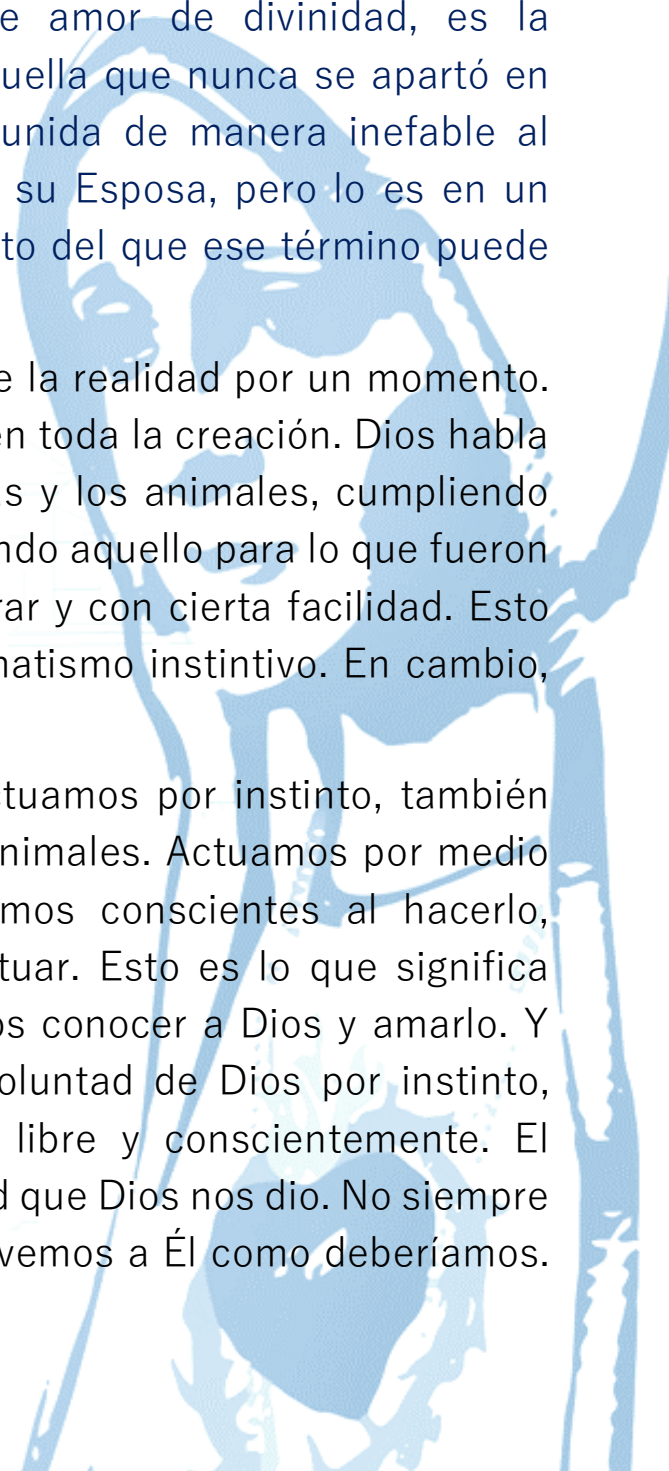 e amor de divinidad, es la
uella que nunca se apartó en
unida de manera inefable al
su Esposa, pero lo es en un
to del que ese término puede
e la realidad por un momento.
en toda la creación. Dios habla
s y los animales, cumpliendo
ndo aquello para lo que fueron
rar y con cierta facilidad. Esto
matismo instintivo. En cambio,
ctuamos por instinto, también
nimales. Actuamos por medio
mos conscientes al hacerlo,
tuar. Esto es lo que significa
os conocer a Dios y amarlo. Y
oluntad de Dios por instinto,
libre y conscientemente. El
d que Dios nos dio. No siempre
vemos a Él como deberíamos.